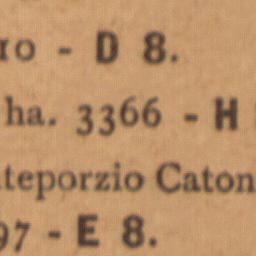 ro - D 8.
ha. 3366 - H
teporzio Caton
97 - E 8.